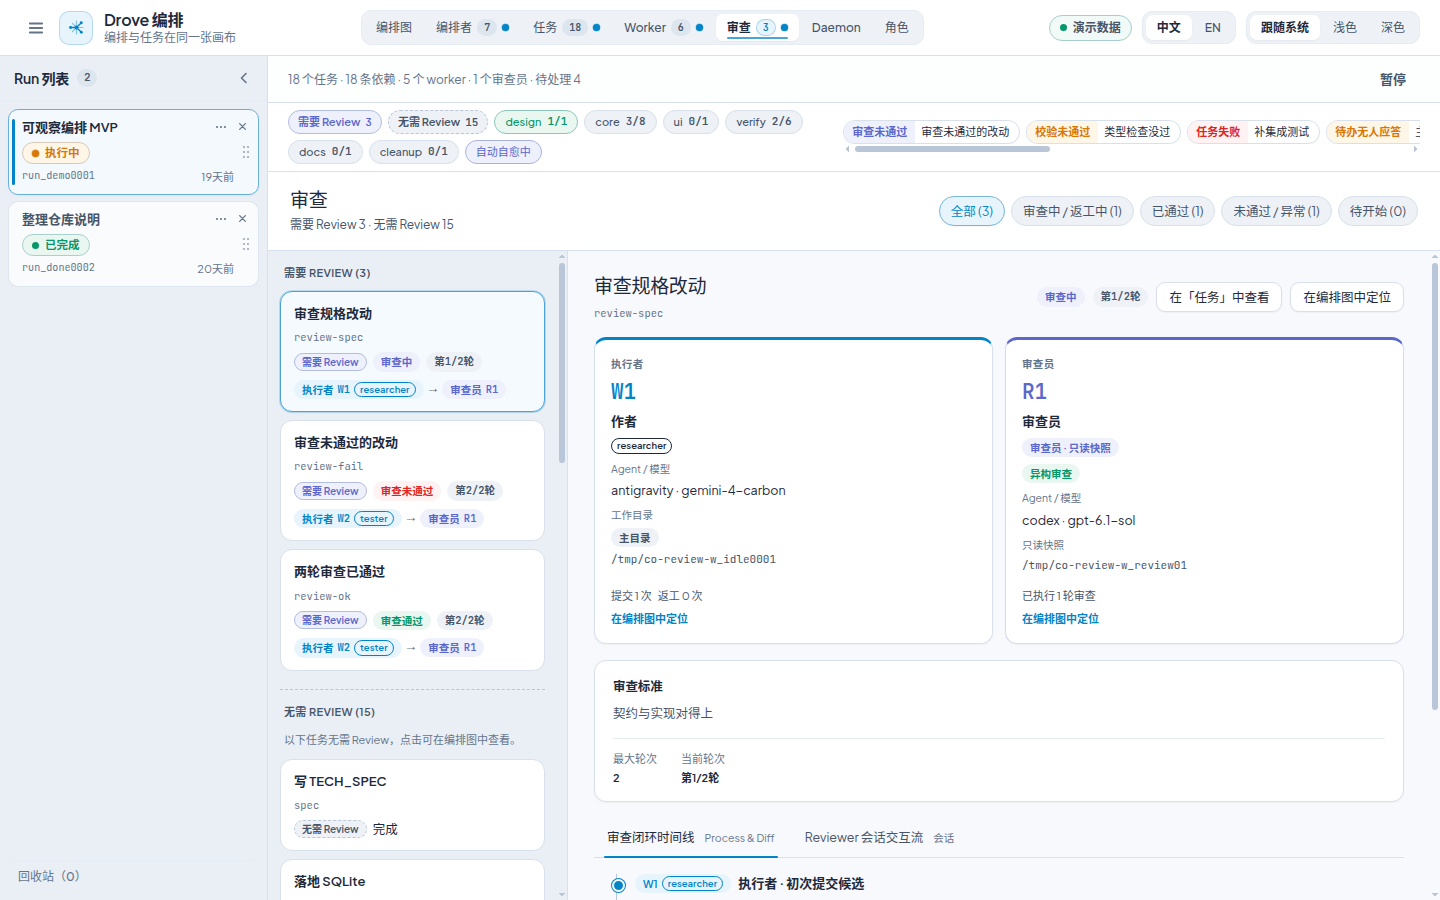 Drove 编排
编排与任务在同一张画布
编排图 编排者 7 任务 18 Worker 6 审查 3 Daemon 角色
演示数据 中文 EN 跟随系统 浅色 深色
Run 列表 2
可观察编排 MVP
执行中
run_demo0001 19天前
整理仓库说明
已完成
run_done0002 20天前
回收站（0）
18 个任务 · 18 条依赖 · 5 个 worker · 1 个审查员 · 待处理 4
暂停
需要 Review 3 无需 Review 15 design 1/1 core 3/8 ui 0/1 verify 2/6
docs 0/1 cleanup 0/1 自动自愈中
审查未通过 审查未通过的改动 校验未通过 类型检查没过 任务失败 补集成测试 待办无人应答
审查
需要 Review 3 · 无需 Review 15
全部 (3) 审查中 / 返工中 (1) 已通过 (1) 未通过 / 异常 (1) 待开始 (0)
需要 REVIEW (3)
审查规格改动
review-spec
需要 Review 审查中 第1/2轮
执行者 W1 researcher → 审查员 R1
审查未通过的改动
review-fail
需要 Review 审查未通过 第2/2轮
执行者 W2 tester → 审查员 R1
两轮审查已通过
review-ok
需要 Review 审查通过 第2/2轮
执行者 W2 tester → 审查员 R1
无需 REVIEW (15)
以下任务无需 Review，点击可在编排图中查看。
写 TECH_SPEC
spec
无需 Review 完成
落地 SQLite
审查规格改动
review-spec
审查中 第1/2轮 在「任务」中查看 在编排图中定位
执行者
W1
作者
researcher
Agent / 模型
antigravity · gemini-4-carbon
工作目录
主目录
/tmp/co-review-w_idle0001
提交 1 次 返工 0 次
在编排图中定位
审查员
R1
审查员
审查员 · 只读快照
异构审查
Agent / 模型
codex · gpt-6.1-sol
只读快照
/tmp/co-review-w_review01
已执行 1 轮审查
在编排图中定位
审查标准
契约与实现对得上
最大轮次 当前轮次
2 第1/2轮
审查闭环时间线 Process & Diff Reviewer 会话交互流 会话
W1 researcher 执行者 · 初次提交候选